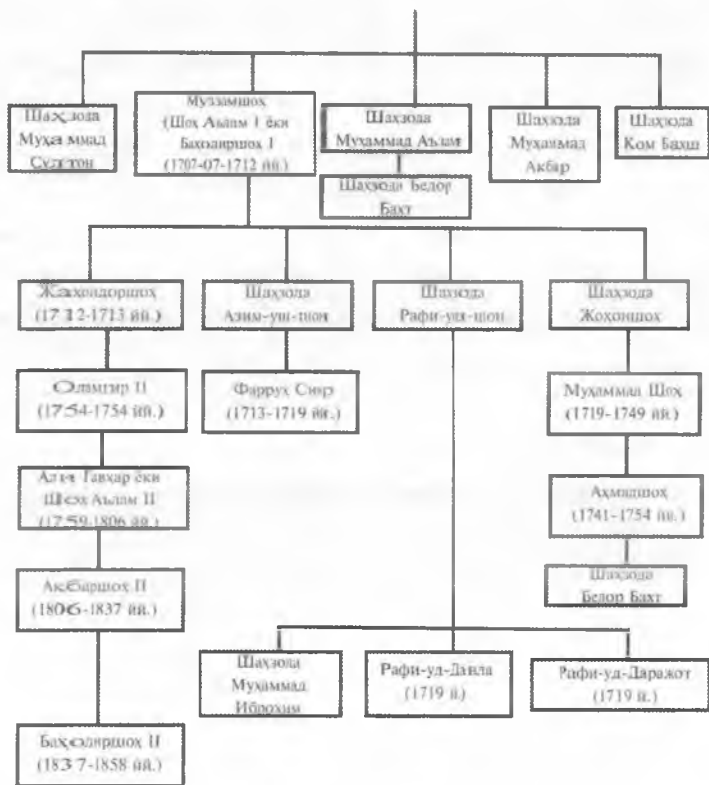 Шаҳзода
Муҳаммад
Султон
Муззамшоҳ
(Шоҳ Аълам I ёки
Баҳодиршоҳ I
(1707-07-1712 йй.)
Шаҳзода
Муҳаммад Аъзам
Шаҳзода Бедор
Бахт
Шаҳзода
Муҳаммад
Акбар
Шаҳзода
Ком Бахш
Жаҳондоршоҳ
(1712-1713 йй.)
Шаҳзода
Азим-уш-шон
Шаҳзода
Рафи-уш-шон
Шаҳзода
Жоҳоншоҳ
Оламгир II
(1754-1754 йй.)
Фаррух Сияр
(1713-1719 йй.)
Муҳаммад Шоҳ
(1719-1749 йй.)
Али Гавҳар ёки
Шоҳ Аълам II
(1759-1806 йй.)
Аҳмадшоҳ
(1741-1754 йй.)
Шаҳзода
Бедор Бахт
Акбаршоҳ II
(1806-1837 йй.)
Шаҳзода
Муҳаммад
Иброҳим
Рафи-уд-Давла
(1719 й.)
Рафи-уд-Даражот
(1719 й.)
Баҳодиршоҳ II
(1837-1858 йй.)